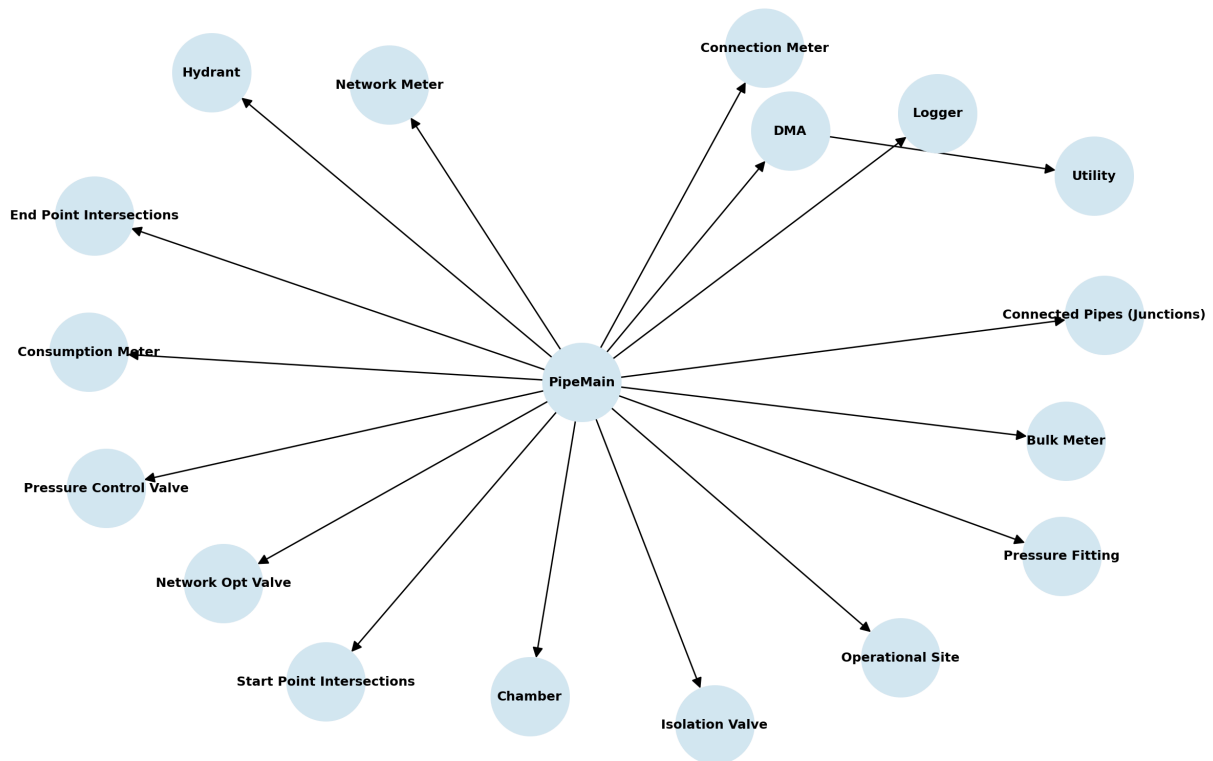 Connection Meter
Hydrant
Network Meter
Logger
DMA
Utility
End Point Intersections
Connected Pipes (Junctions)
Consumption Meter
PipeMain
Bulk Meter
Pressure Control Valve
Pressure Fitting
Network Opt Valve
Operational Site
Start Point Intersections
Chamber
Isolation Valve